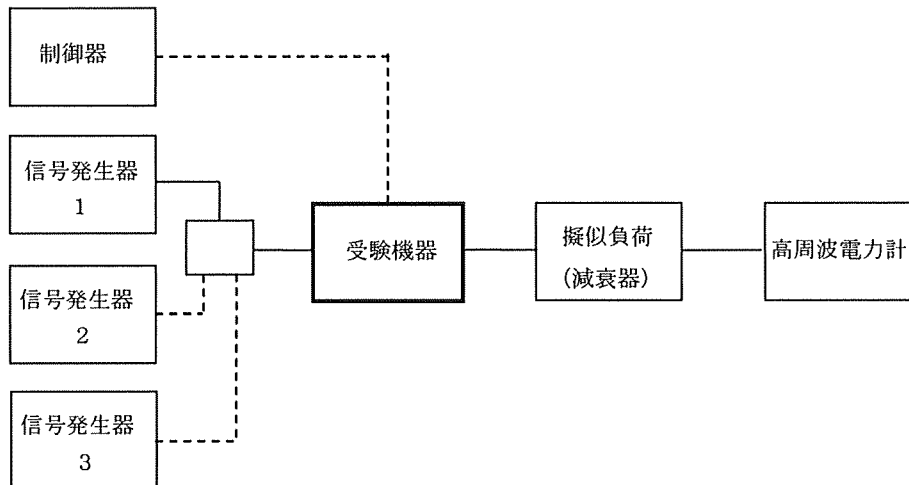 制御器
信号発生器
1
信号発生器
2
信号発生器
3
受験機器
擬似負荷
(減衰器)
高周波電力計